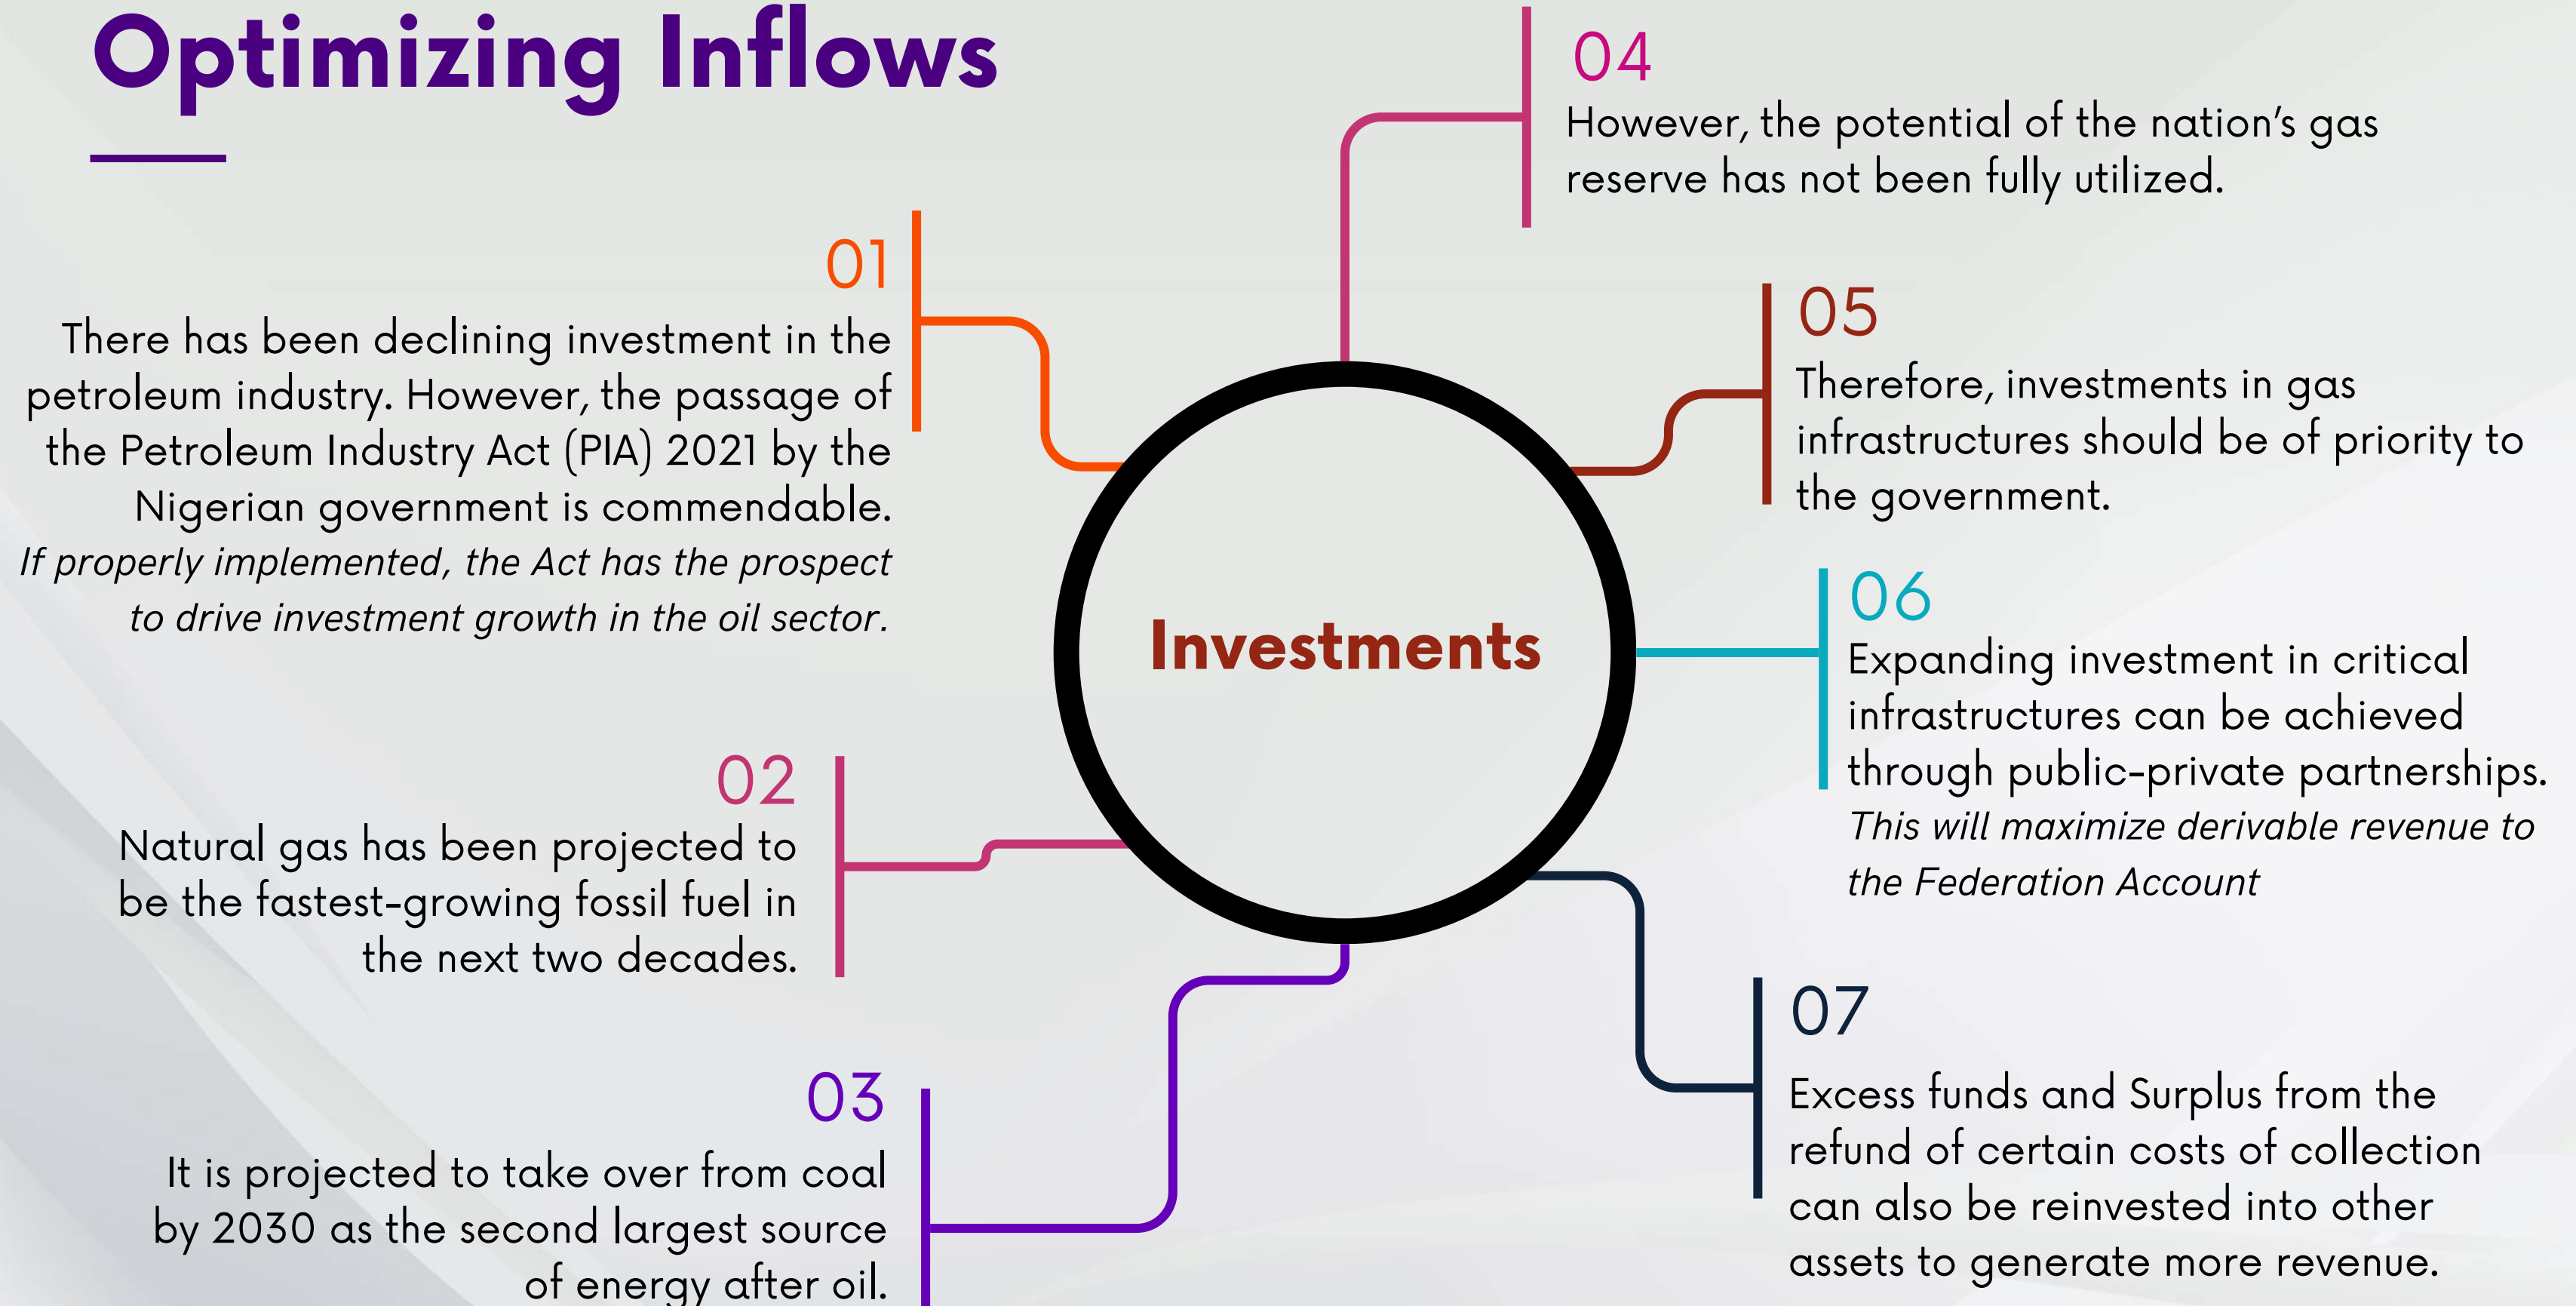 Optimizing Inflows
01
There has been declining investment in the
petroleum industry. However, the passage of
the Petroleum Industry Act (PIA) 2021 by the
Nigerian government is commendable.
If properly implemented, the Act has the prospect
to drive investment growth in the oil sector.
02
Natural gas has been projected to
be the fastest-growing fossil fuel in
the next two decades.
03
It is projected to take over from coal
by 2030 as the second largest source
of energy after oil.
Investments
04
However, the potential of the nation’s gas
reserve has not been fully utilized.
05
Therefore, investments in gas
infrastructures should be of priority to
the government.
06
Expanding investment in critical
infrastructures can be achieved
through public-private partnerships.
This will maximize derivable revenue to
the Federation Account
07
Excess funds and Surplus from the
refund of certain costs of collection
can also be reinvested into other
assets to generate more revenue.